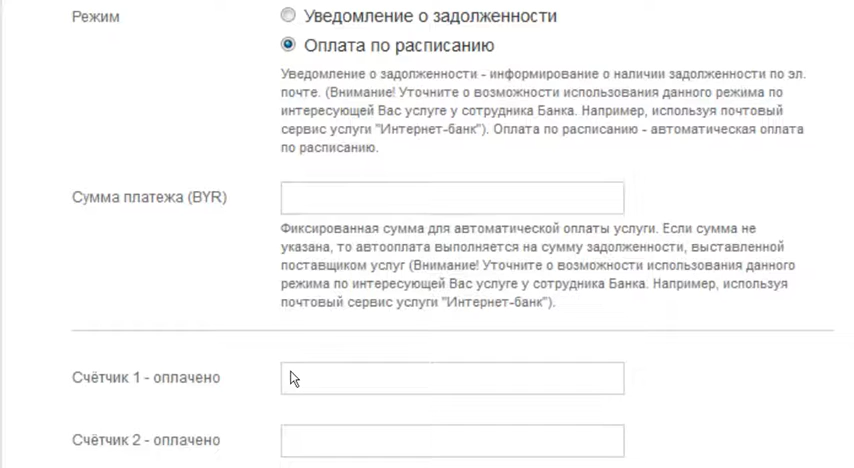 Режим
Уведомление о задолженности
Оплата по расписанию
Уведомление о задолженности - информирование о наличии задолженности по эл.
почте. (Внимание! Уточните о возможности использования данного режима по
интересующей Вас услуге у сотрудника Банка. Например, используя почтовый
сервис услуги "Интернет-банк"). Оплата по расписанию - автоматическая оплата
по расписанию.
Сумма платежа (BYR)
Фиксированная сумма для автоматической оплаты услуги. Если сумма не
указана, то автооплата выполняется на сумму задолженности, выставленной
поставщиком услуг (Внимание! Уточните о возможности использования данного
режима по интересующей Вас услуге у сотрудника Банка. Например, используя
почтовый сервис услуги "Интернет-банк").
Счётчик 1 - оплачено
Счётчик 2 - оплачено